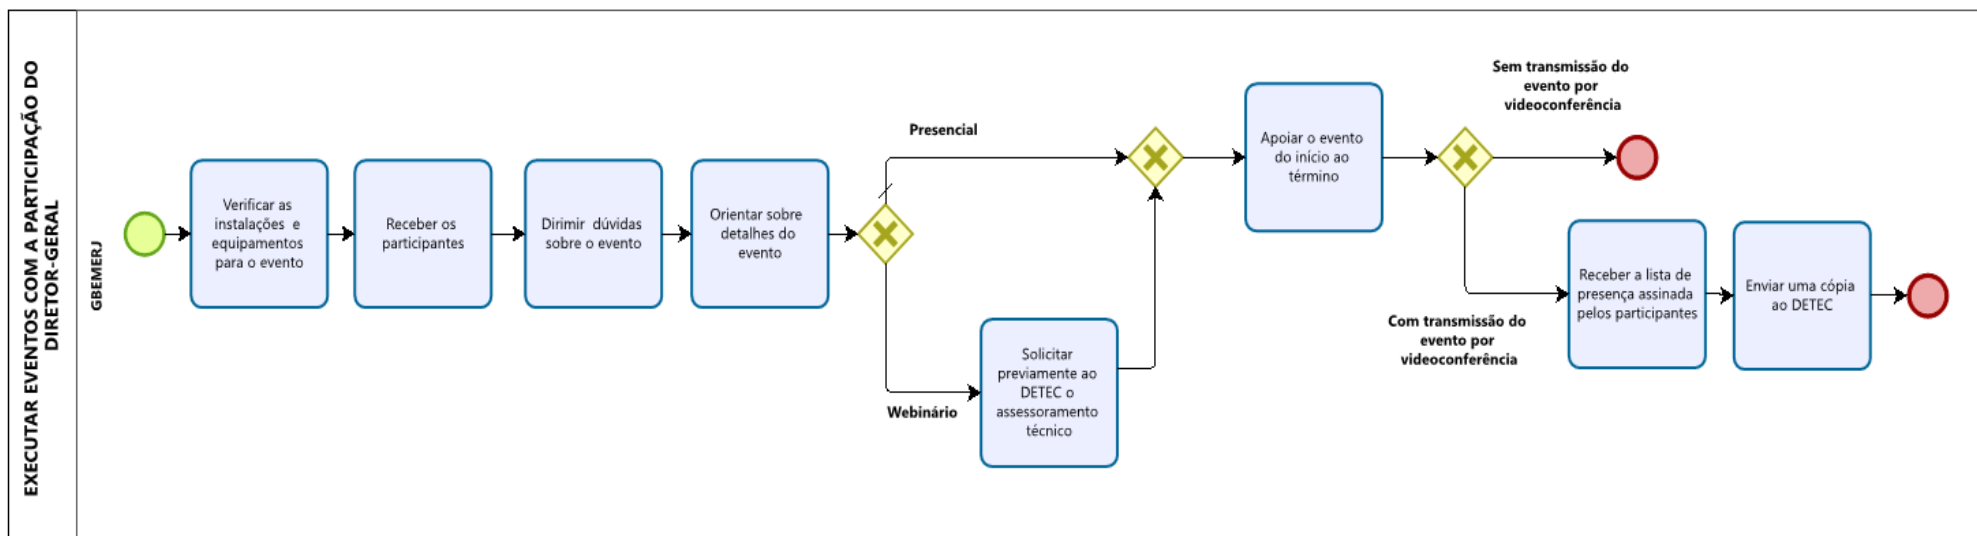 EXECUTAR EVENTOS COM A PARTICIPAÇÃO DO
DIRETOR-GERAL
GBEMERJ
Verificar as
instalações e
equipamentos
para o evento
Receber os
participantes
Dirimir dúvidas
sobre o evento
Orientar sobre
detalhes do
evento
Presencial
Webinário
Solicitar
previamente ao
DETEC o
assessoramento
técnico
Apoiar o evento
do início ao
término
Sem transmissão do
evento por
videoconferência
Com transmissão do
evento por
videoconferência
Receber a lista de
presença assinada
pelos participantes
Enviar uma cópia
ao DETEC